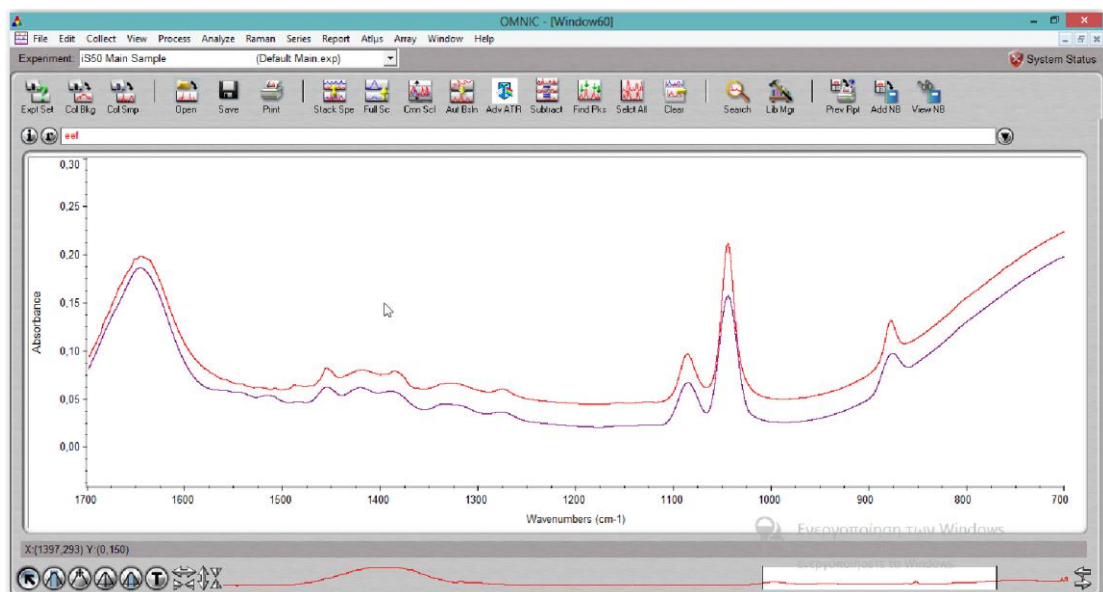 OMNIC - [Window60]
File Edit Collect View Process Analyze Raman Series Report Atlμs Array Window Help
Experiment: iS50 Main Sample (Default Main.exp) System Status
Expt Set Col Bkg Col Smp Open Save Print Stack Spe Full Sc Cmn Scl Aut Bsln Adv ATR Subtract Find Pks Selct All Clear Search Lib Mgr Prev Rpt Add NB View NB
eef
0,30
0,25
0,20
0,15
0,10
0,05
0,00
Absorbance
1700 1600 1500 1400 1300 1200 1100 1000 900 800 700
Wavenumbers (cm-1)
Ενεργοποίηση των Windows
X:(1397,293) Y:(0,150)
ενεργοποιήσετε τα Windows.